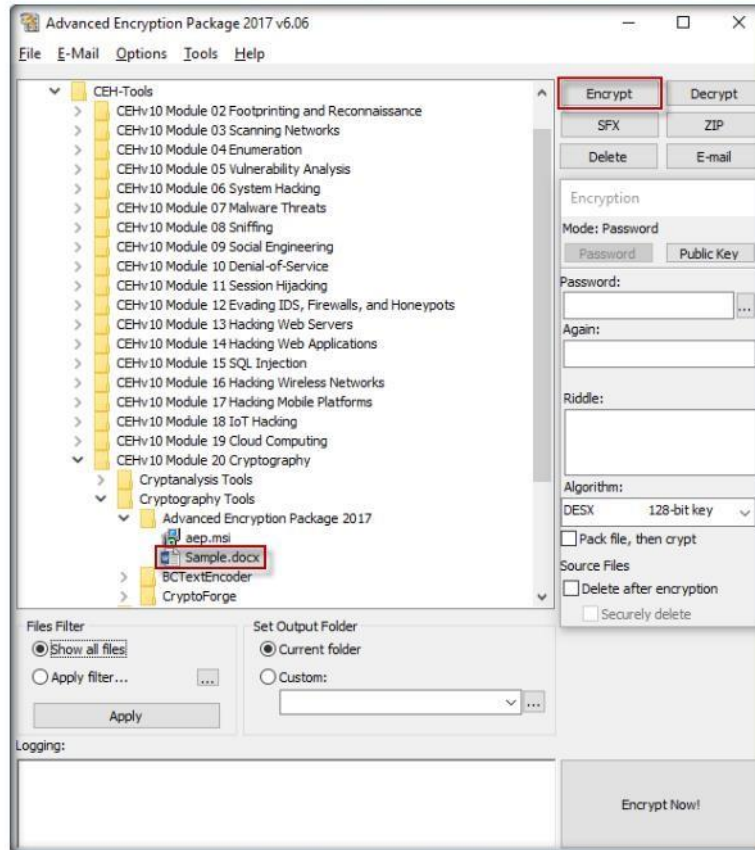 Advanced Encryption Package 2017 v6.06
File E-Mail Options Tools Help
CEH-Tools
CEHv10 Module 02 Footprinting and Reconnaissance
CEHv10 Module 03 Scanning Networks
CEHv10 Module 04 Enumeration
CEHv10 Module 05 Vulnerability Analysis
CEHv10 Module 06 System Hacking
CEHv10 Module 07 Malware Threats
CEHv10 Module 08 Sniffing
CEHv10 Module 09 Social Engineering
CEHv10 Module 10 Denial-of-Service
CEHv10 Module 11 Session Hijacking
CEHv10 Module 12 Evading IDS, Firewalls, and Honeypots
CEHv10 Module 13 Hacking Web Servers
CEHv10 Module 14 Hacking Web Applications
CEHv10 Module 15 SQL Injection
CEHv10 Module 16 Hacking Wireless Networks
CEHv10 Module 17 Hacking Mobile Platforms
CEHv10 Module 18 IoT Hacking
CEHv10 Module 19 Cloud Computing
CEHv10 Module 20 Cryptography
Cryptanalysis Tools
Cryptography Tools
Advanced Encryption Package 2017
aep.msi
Sample.docx
BCTextEncoder
CryptoForge
Encrypt Decrypt
SFX ZIP
Delete E-mail
Encryption
Mode: Password
Password Public Key
Password:
...
Again:
Riddle:
Algorithm:
DESX 128-bit key
Pack file, then crypt
Source Files
Delete after encryption
Securely delete
Files Filter
Show all files
Apply filter... ...
Apply
Set Output Folder
Current folder
Custom:
...
Logging:
Encrypt Now!